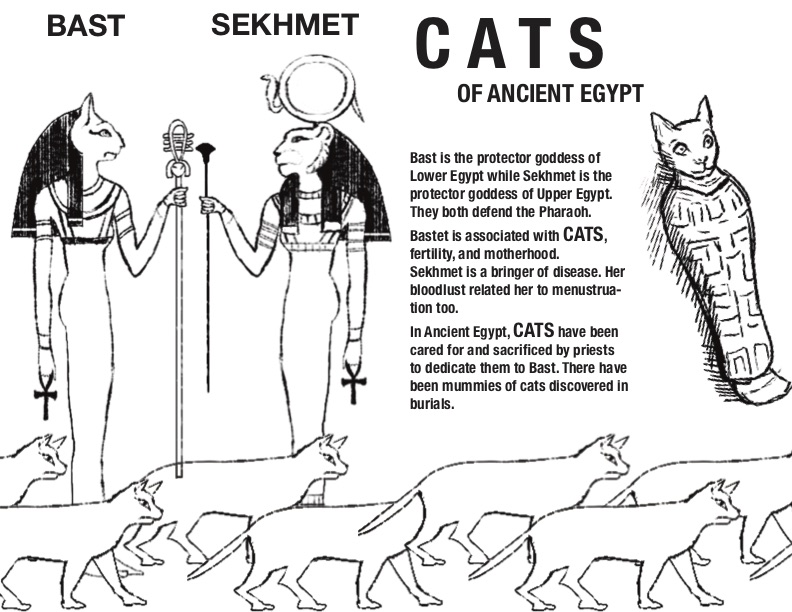 BAST
SEKHMET
CATS
OF ANCIENT EGYPT
Bast is the protector goddess of
Lower Egypt while Sekhmet is the
protector goddess of Upper Egypt.
They both defend the Pharaoh.
Bastet is associated with CATS,
fertility, and motherhood.
Sekhmet is a bringer of disease. Her
bloodlust related her to menstrua-
tion too.
In Ancient Egypt, CATS have been
cared for and sacrificed by priests
to dedicate them to Bast. There have
been mummies of cats discovered in
burials.